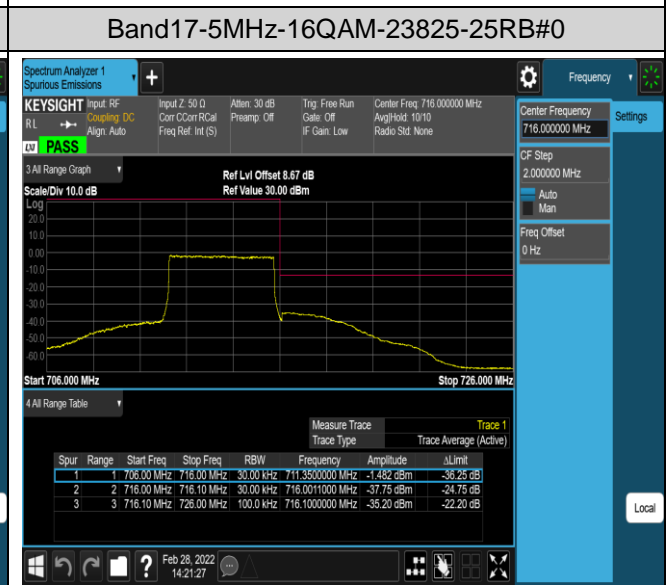 Band17-5MHz-16QAM-23825-25RB#0
Spectrum Analyzer 1
Spurious Emissions
Frequency
KEYSIGHT
RL
PASS
Input: RF
Coupling: DC
Align: Auto
Input Z: 50 Ω
Corr CCorr RCal
Freq Ref: Int (S)
Atten: 30 dB
Preamp: Off
Trig: Free Run
Gate: Off
IF Gain: Low
Center Freq: 716.000000 MHz
Avg|Hold: 10/10
Radio Std: None
Center Frequency
716.000000 MHz
Settings
CF Step
2.000000 MHz
Auto
Man
Freq Offset
0 Hz
3 All Range Graph
Ref Lvl Offset 8.67 dB
Scale/Div 10.0 dB
Ref Value 30.00 dBm
Log
20.0
10.0
0.00
-10.0
-20.0
-30.0
-40.0
-50.0
-60.0
Start 706.000 MHz
Stop 726.000 MHz
4 All Range Table
Measure Trace Trace 1
Trace Type Trace Average (Active)
Spur Range Start Freq Stop Freq RBW Frequency Amplitude ΔLimit
1 1 706.00 MHz 716.00 MHz 30.00 kHz 711.3500000 MHz -1.482 dBm -36.25 dB
2 2 716.00 MHz 716.10 MHz 30.00 kHz 716.0011000 MHz -37.75 dBm -24.75 dB
3 3 716.10 MHz 726.00 MHz 100.0 kHz 716.1000000 MHz -35.20 dBm -22.20 dB
Local
Feb 28, 2022
14:21:27